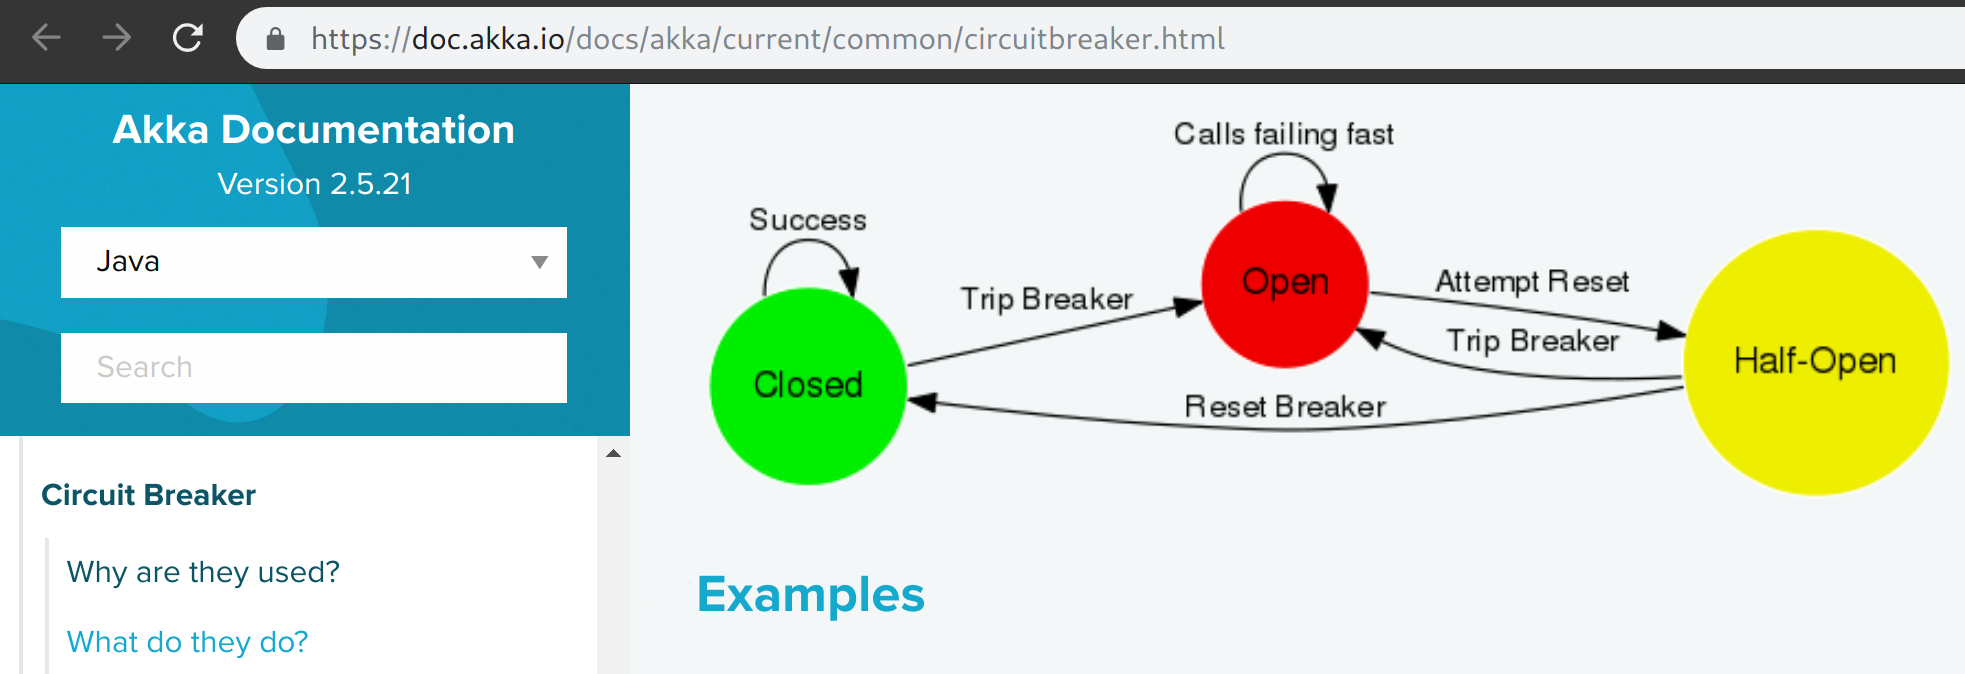 https://doc.akka.io/docs/akka/current/common/circuitbreaker.html
Akka Documentation
Version 2.5.21
Java
Search
Circuit Breaker
Why are they used?
What do they do?
Calls failing fast
Success
Open
Trip Breaker
Attempt Reset
Trip Breaker
Half-Open
Closed
Reset Breaker
Examples